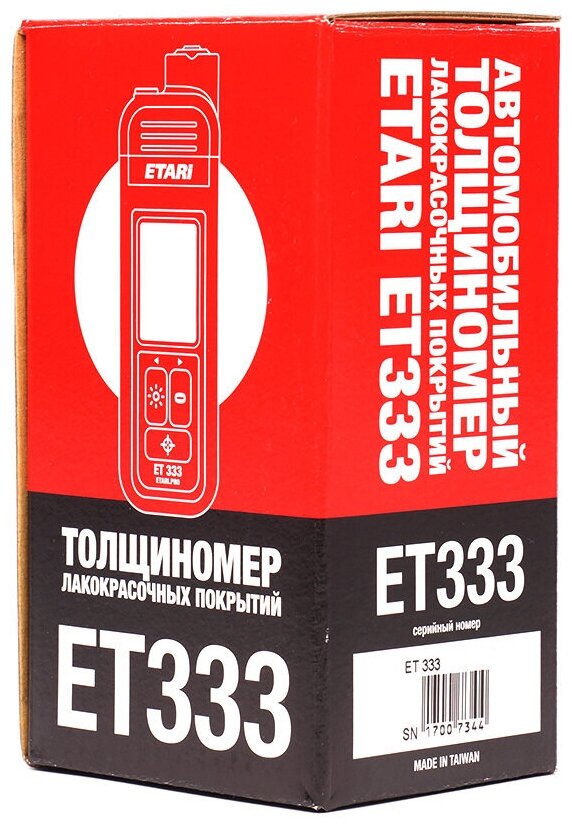 ETARI
ET 333
ETARI.PRO
ТОЛЩИНОМЕР
ЛАКОКРАСОЧНЫХ ПОКРЫТИЙ
ET333
АВТОМОБИЛЬНЫЙ
ТОЛЩИНОМЕР
ЛАКОКРАСОЧНЫХ ПОКРЫТИЙ
ETARI ET333
ET333
серийный номер
ET 333
SN 1700 7344
MADE IN TAIWAN